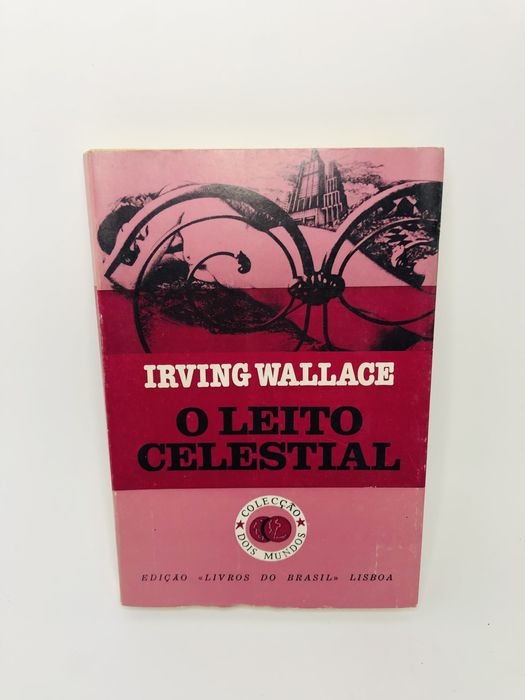 IRVING WALLACE
O LEITO
CELESTIAL
COLECÇÃO
DOIS MUNDOS
EDIÇÃO «LIVROS DO BRASIL» LISBOA